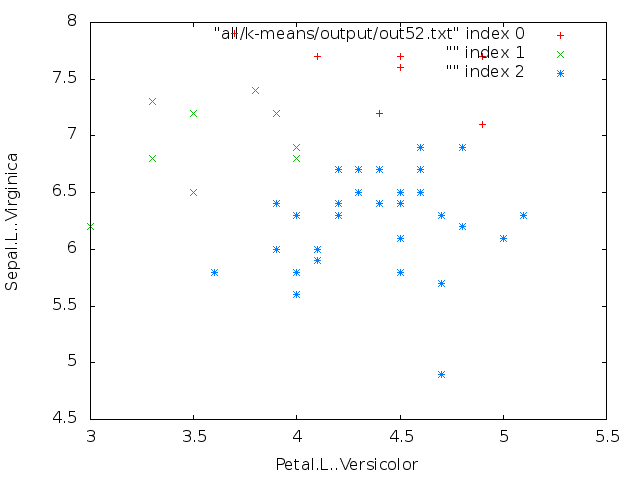 8
7.5
7
6.5
6
5.5
5
4.5
3
3.5
4
4.5
5
5.5
Sepal.L..Virginica
Petal.L..Versicolor
"all/k-means/output/out52.txt" index 0
"" index 1
"" index 2